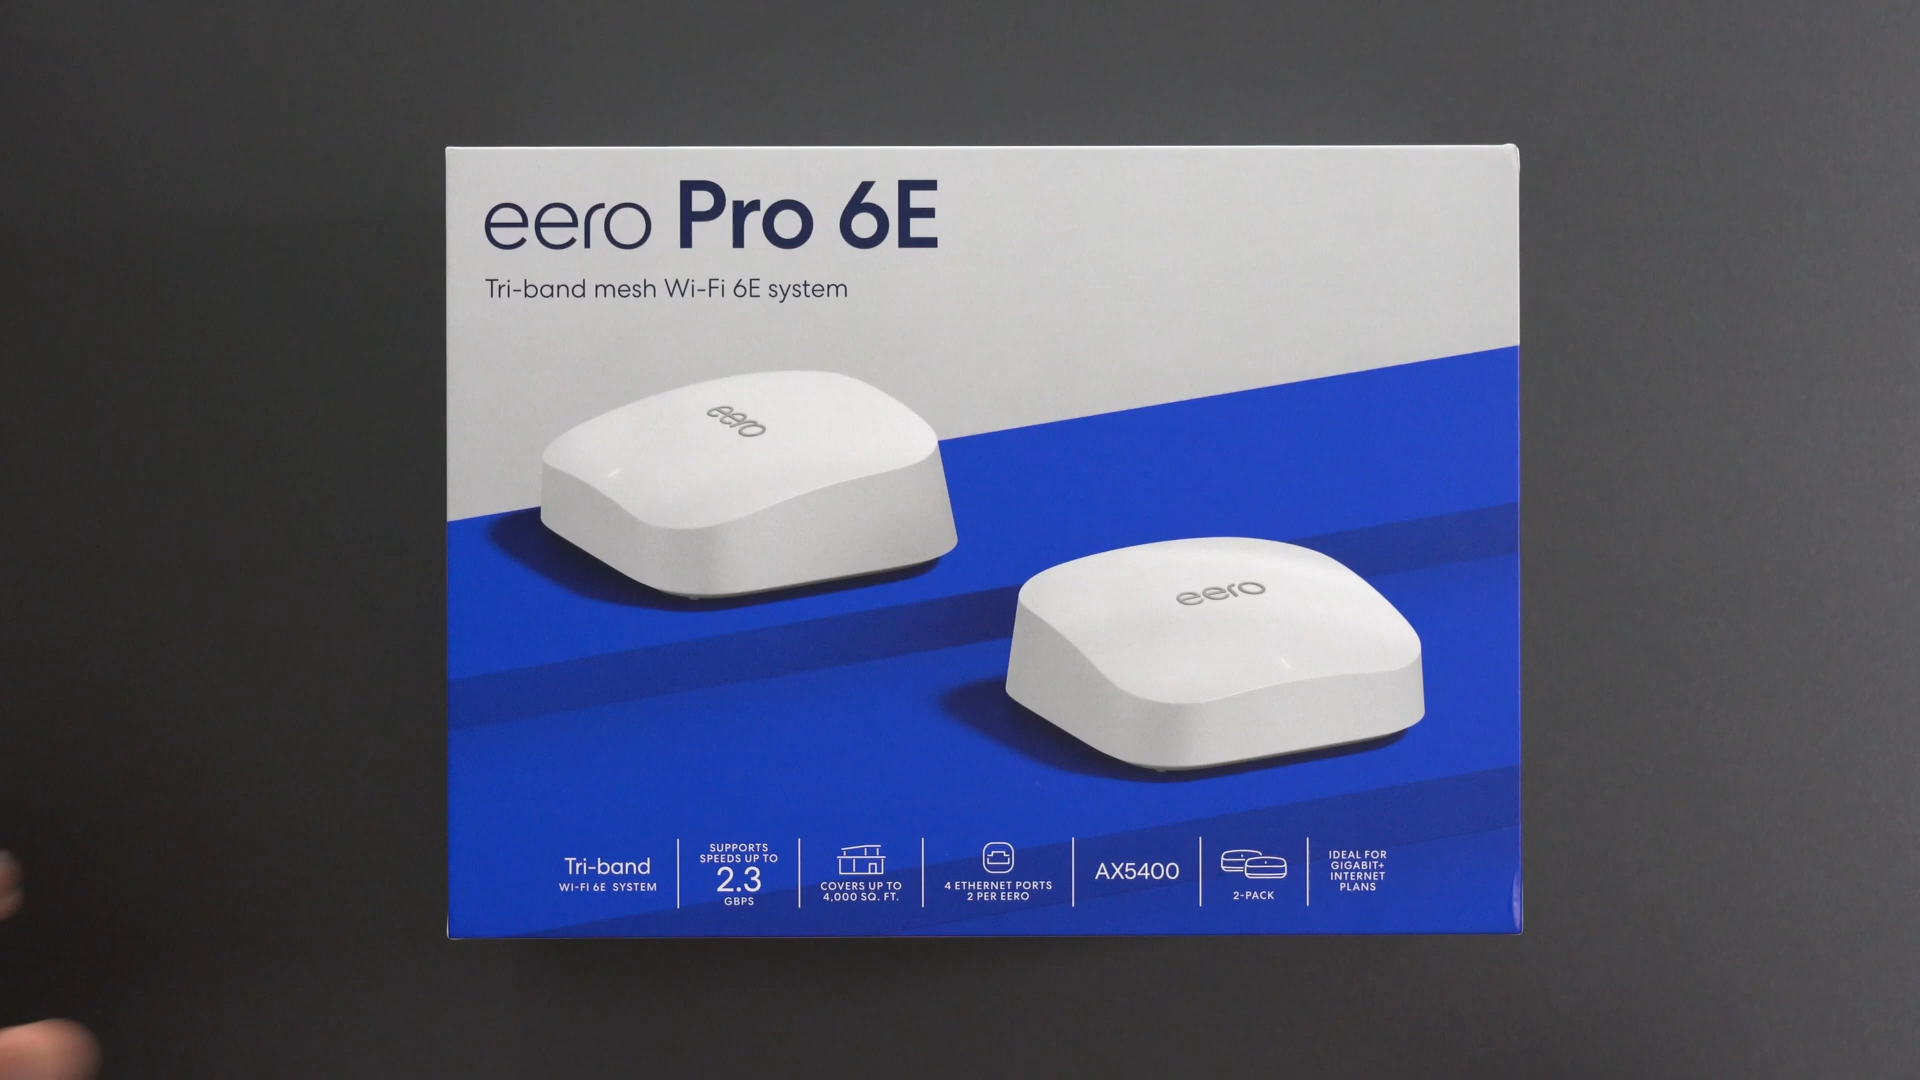 eero Pro 6E
Tri-band mesh Wi-Fi 6E system
eero
eero
Tri-band
WI-FI 6E SYSTEM
SUPPORTS
SPEEDS UP TO
2.3
GBPS
COVERS UP TO
4,000 SQ. FT.
4 ETHERNET PORTS
2 PER EERO
AX5400
2-PACK
IDEAL FOR
GIGABIT+
INTERNET
PLANS